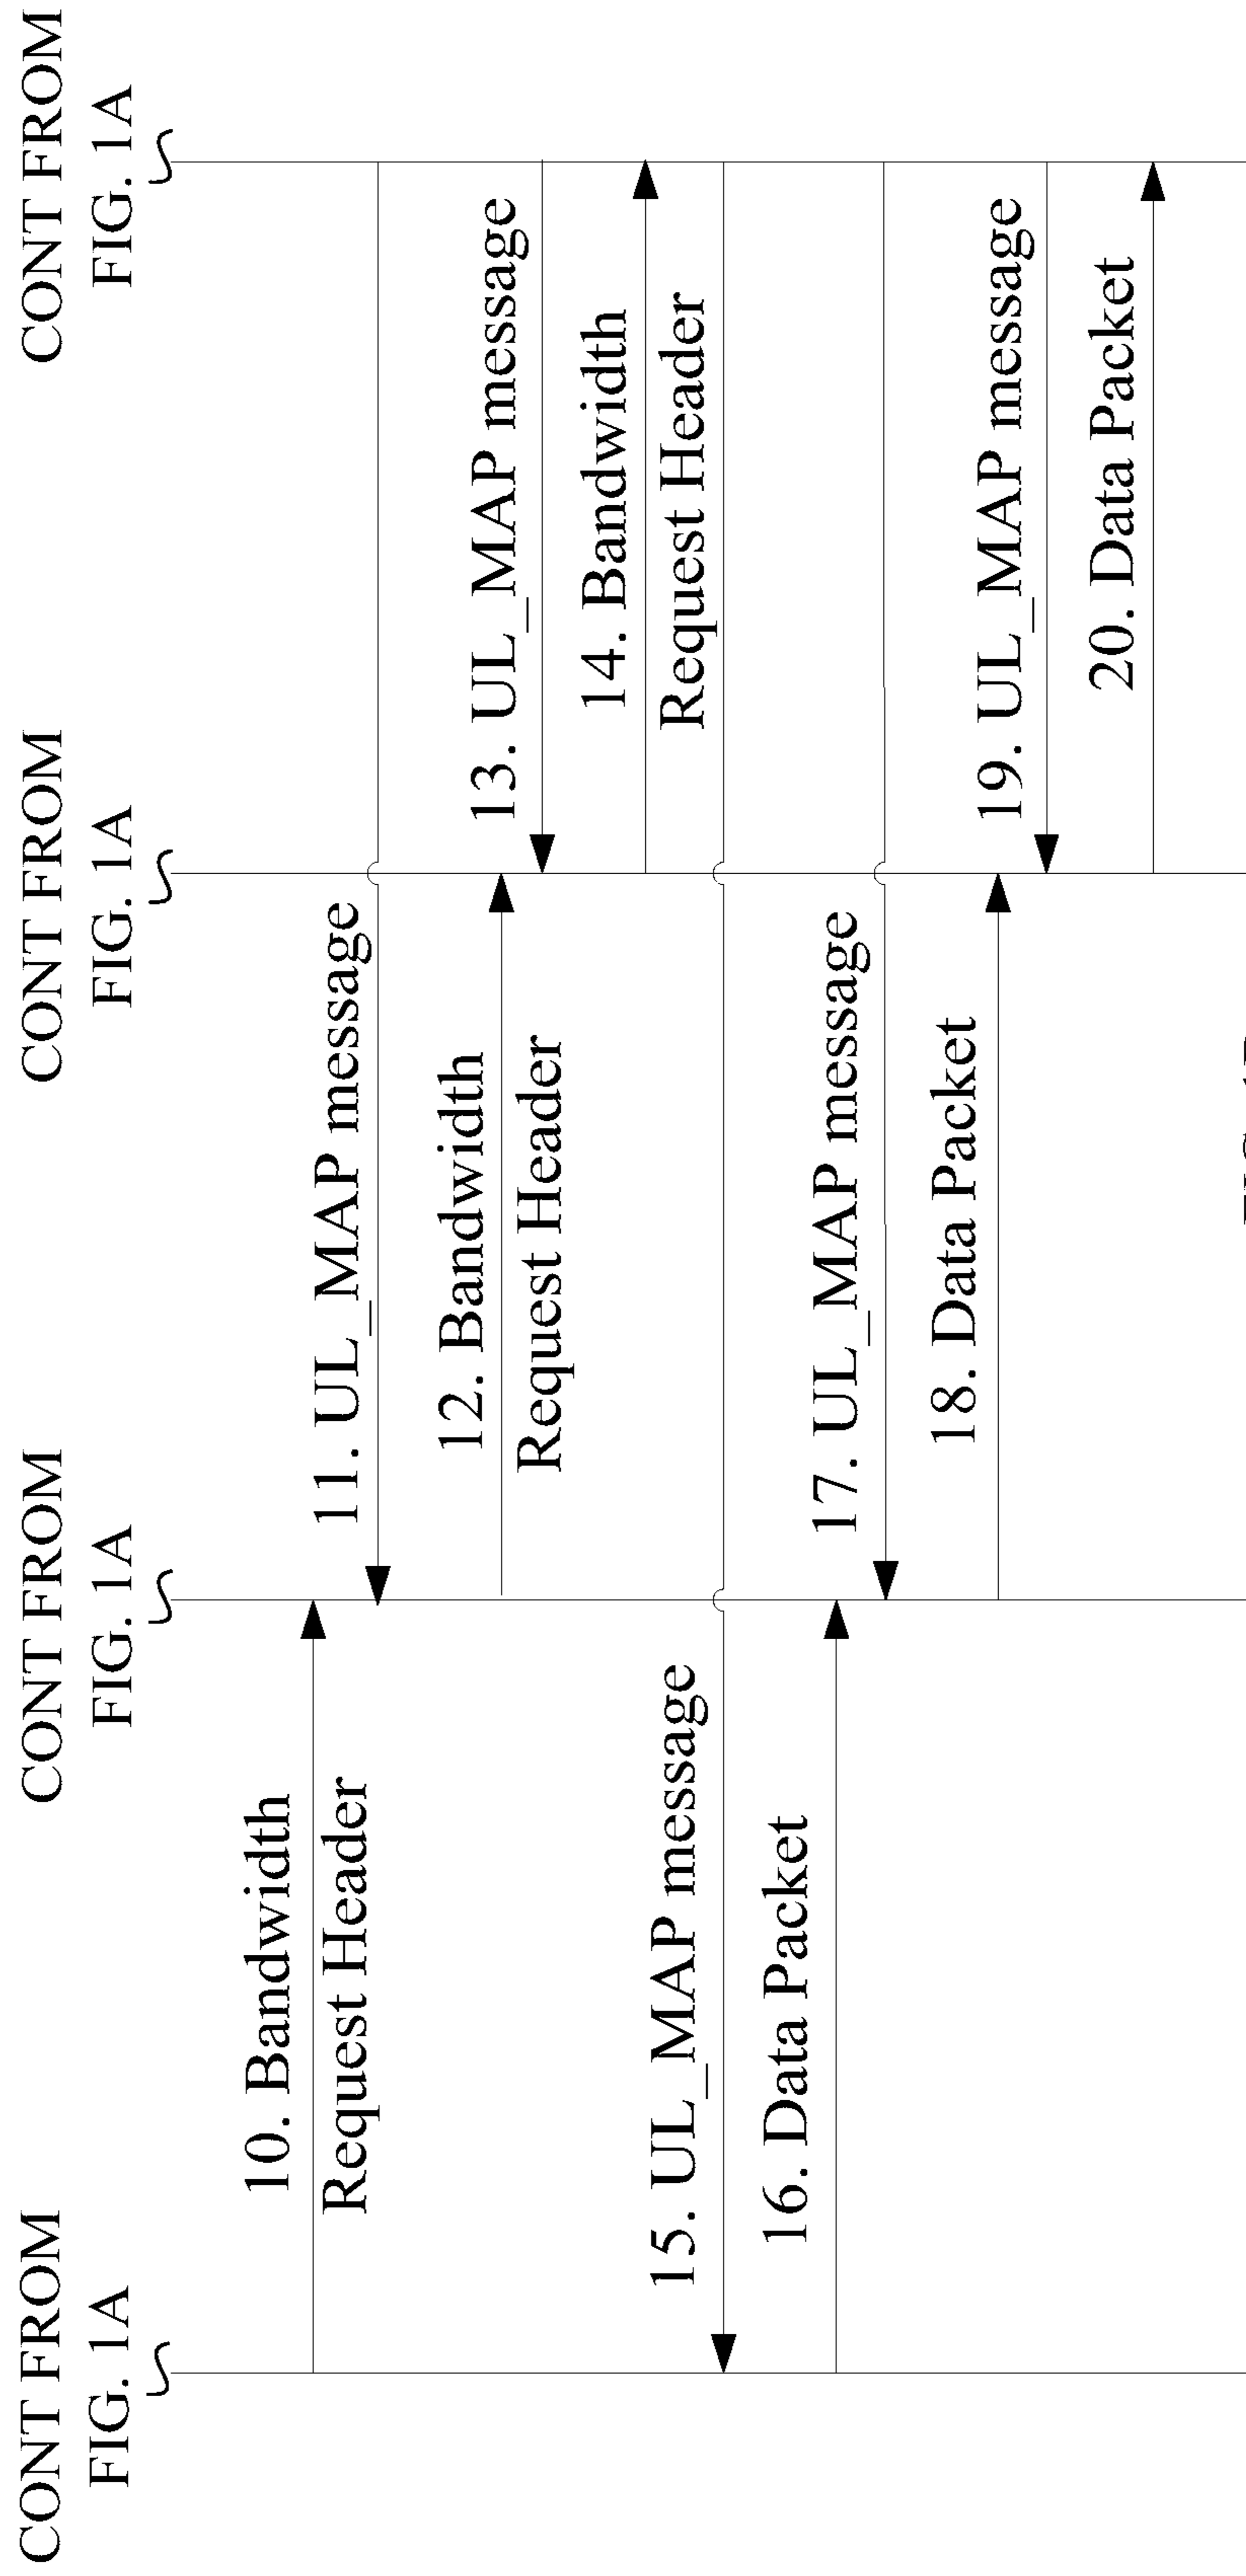 CONT FROM
FIG. 1A
CONT FROM
FIG. 1A
CONT FROM
FIG. 1A
CONT FROM
FIG. 1A
10. Bandwidth
Request Header
11. UL_MAP message
12. Bandwidth
Request Header
13. UL_MAP message
14. Bandwidth
Request Header
15. UL_MAP message
16. Data Packet
17. UL_MAP message
18. Data Packet
19. UL_MAP message
20. Data Packet